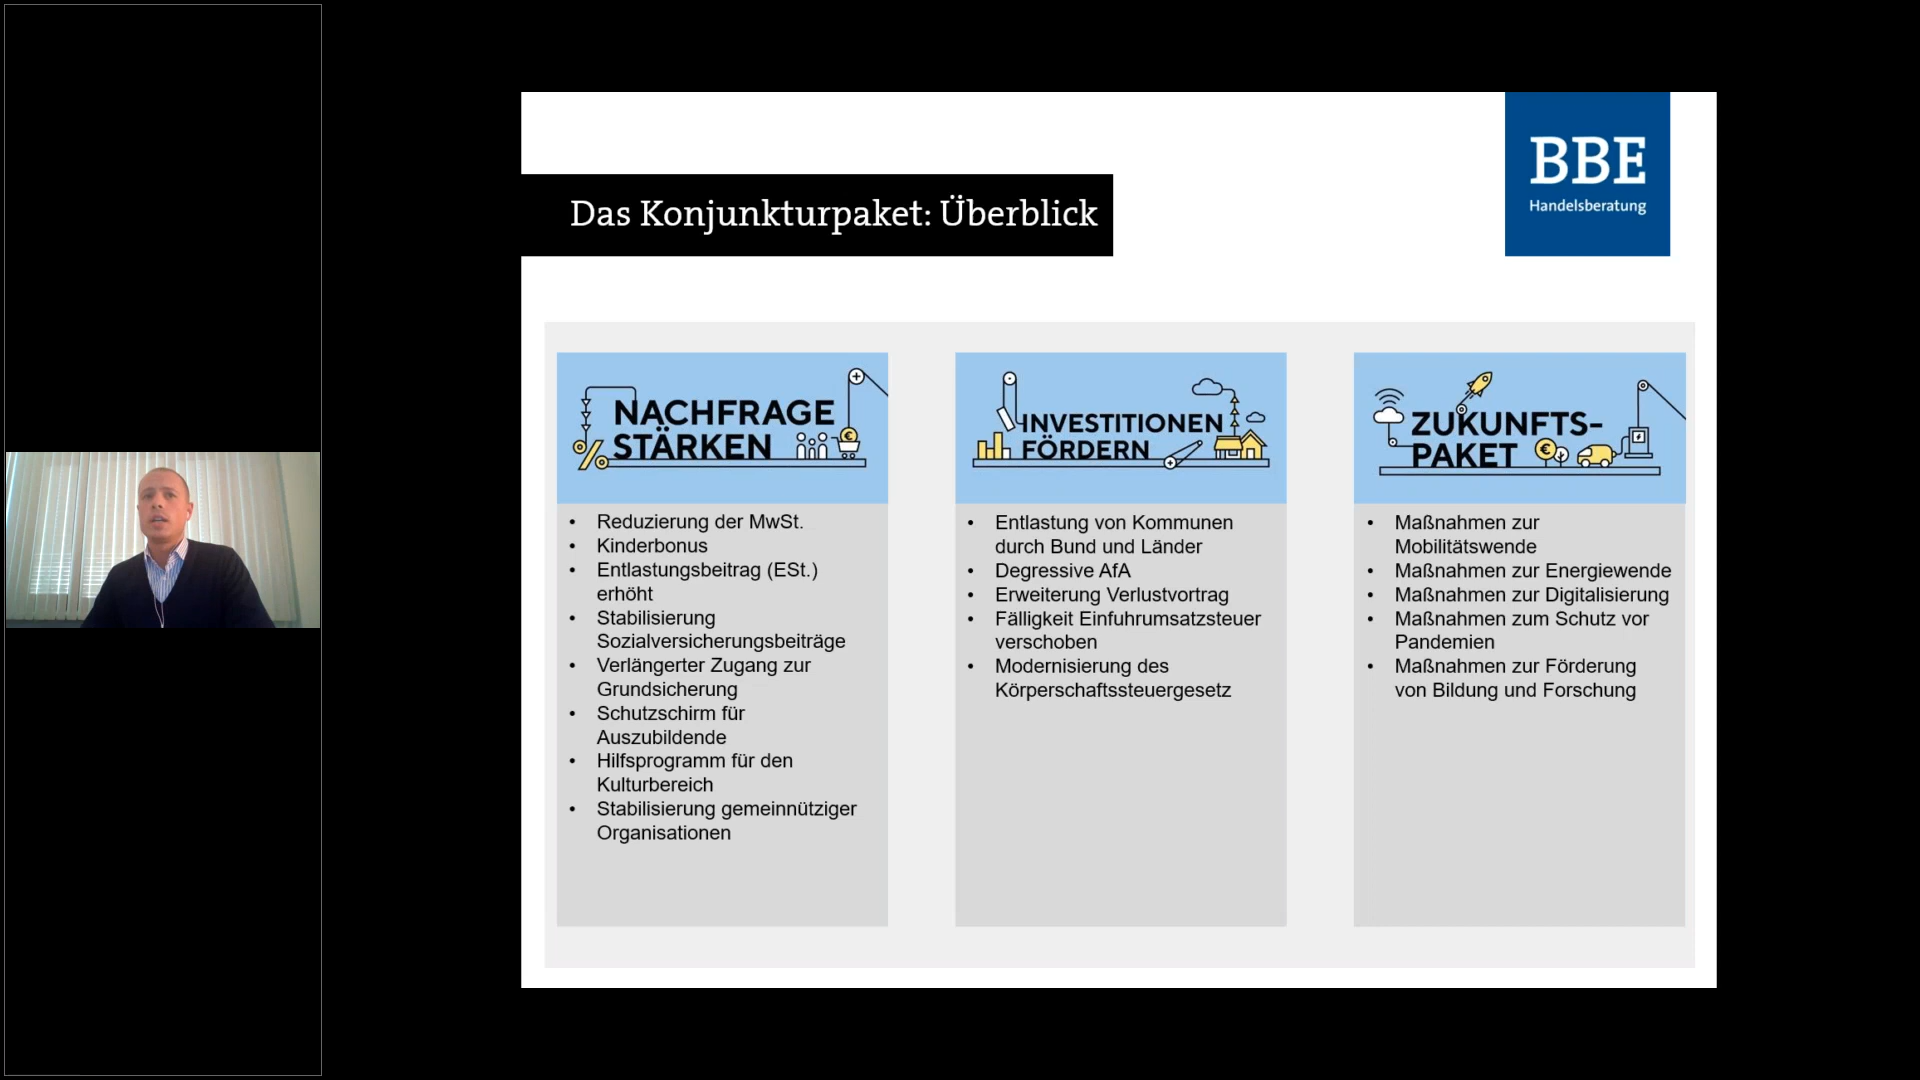 BBE
Handelsberatung
Das Konjunkturpaket: Überblick
NACHFRAGE
STÄRKEN
• Reduzierung der MwSt.
• Kinderbonus
• Entlastungsbeitrag (ESt.)
erhöht
• Stabilisierung
Sozialversicherungsbeiträge
• Verlängerter Zugang zur
Grundsicherung
• Schutzschirm für
Auszubildende
• Hilfsprogramm für den
Kulturbereich
• Stabilisierung gemeinnütziger
Organisationen
INVESTITIONEN
FÖRDERN
• Entlastung von Kommunen
durch Bund und Länder
• Degressive AfA
• Erweiterung Verlustvortrag
• Fälligkeit Einfuhrumsatzsteuer
verschoben
• Modernisierung des
Körperschaftssteuergesetz
ZUKUNFTS-
PAKET
• Maßnahmen zur
Mobilitätswende
• Maßnahmen zur Energiewende
• Maßnahmen zur Digitalisierung
• Maßnahmen zum Schutz vor
Pandemien
• Maßnahmen zur Förderung
von Bildung und Forschung